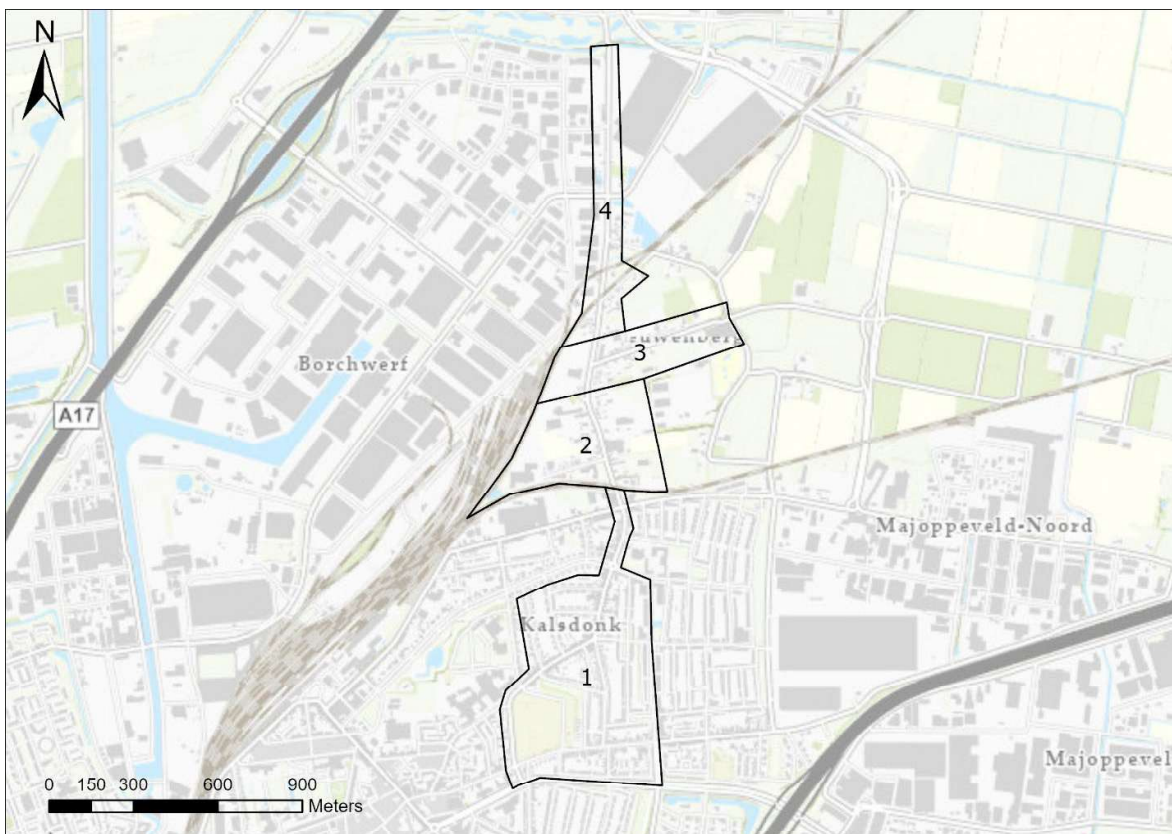 N
4
3
Borchwerf
A17
2
Majoppeveld-Noord
Kalsdonk
1
0 150 300 600 900
Meters
Majoppevel